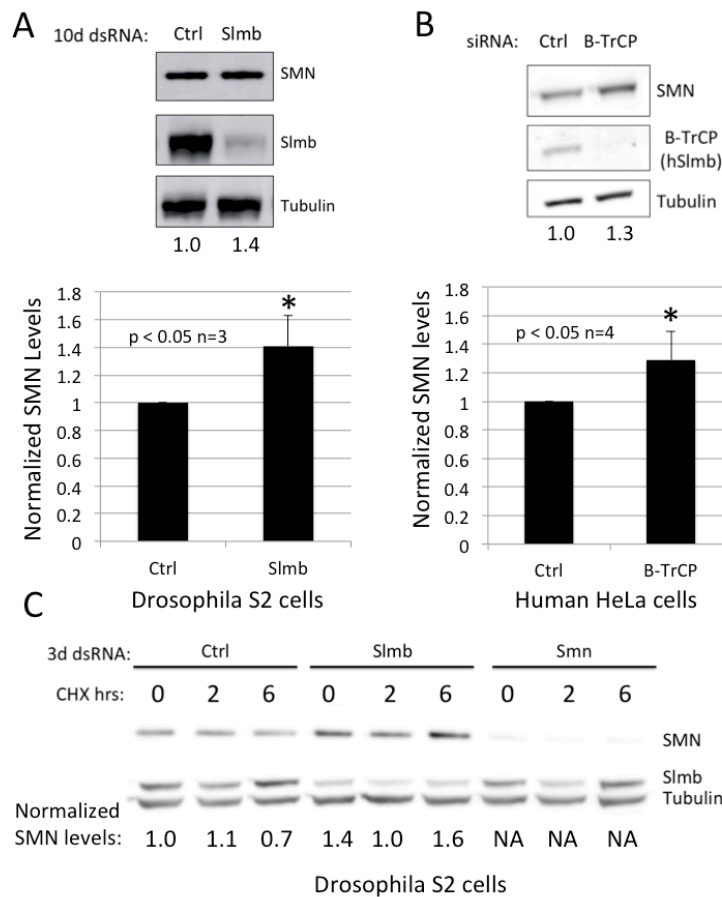 A
10d dsRNA: Ctrl Slmb
SMN
Slmb
Tubulin
1.0 1.4
Normalized SMN Levels
1.8
1.6
1.4
1.2
1
0.8
0.6
0.4
0.2
0
p < 0.05 n=3
*
Ctrl Slmb
Drosophila S2 cells
B
siRNA: Ctrl B-TrCP
SMN
B-TrCP
(hSlmb)
Tubulin
1.0 1.3
Normalized SMN levels
1.8
1.6
1.4
1.2
1
0.8
0.6
0.4
0.2
0
p < 0.05 n=4
*
Ctrl B-TrCP
Human HeLa cells
C
3d dsRNA: Ctrl Slmb Smn
CHX hrs: 0 2 6 0 2 6 0 2 6
SMN
Slmb
Tubulin
Normalized
SMN levels: 1.0 1.1 0.7 1.4 1.0 1.6 NA NA NA
Drosophila S2 cells